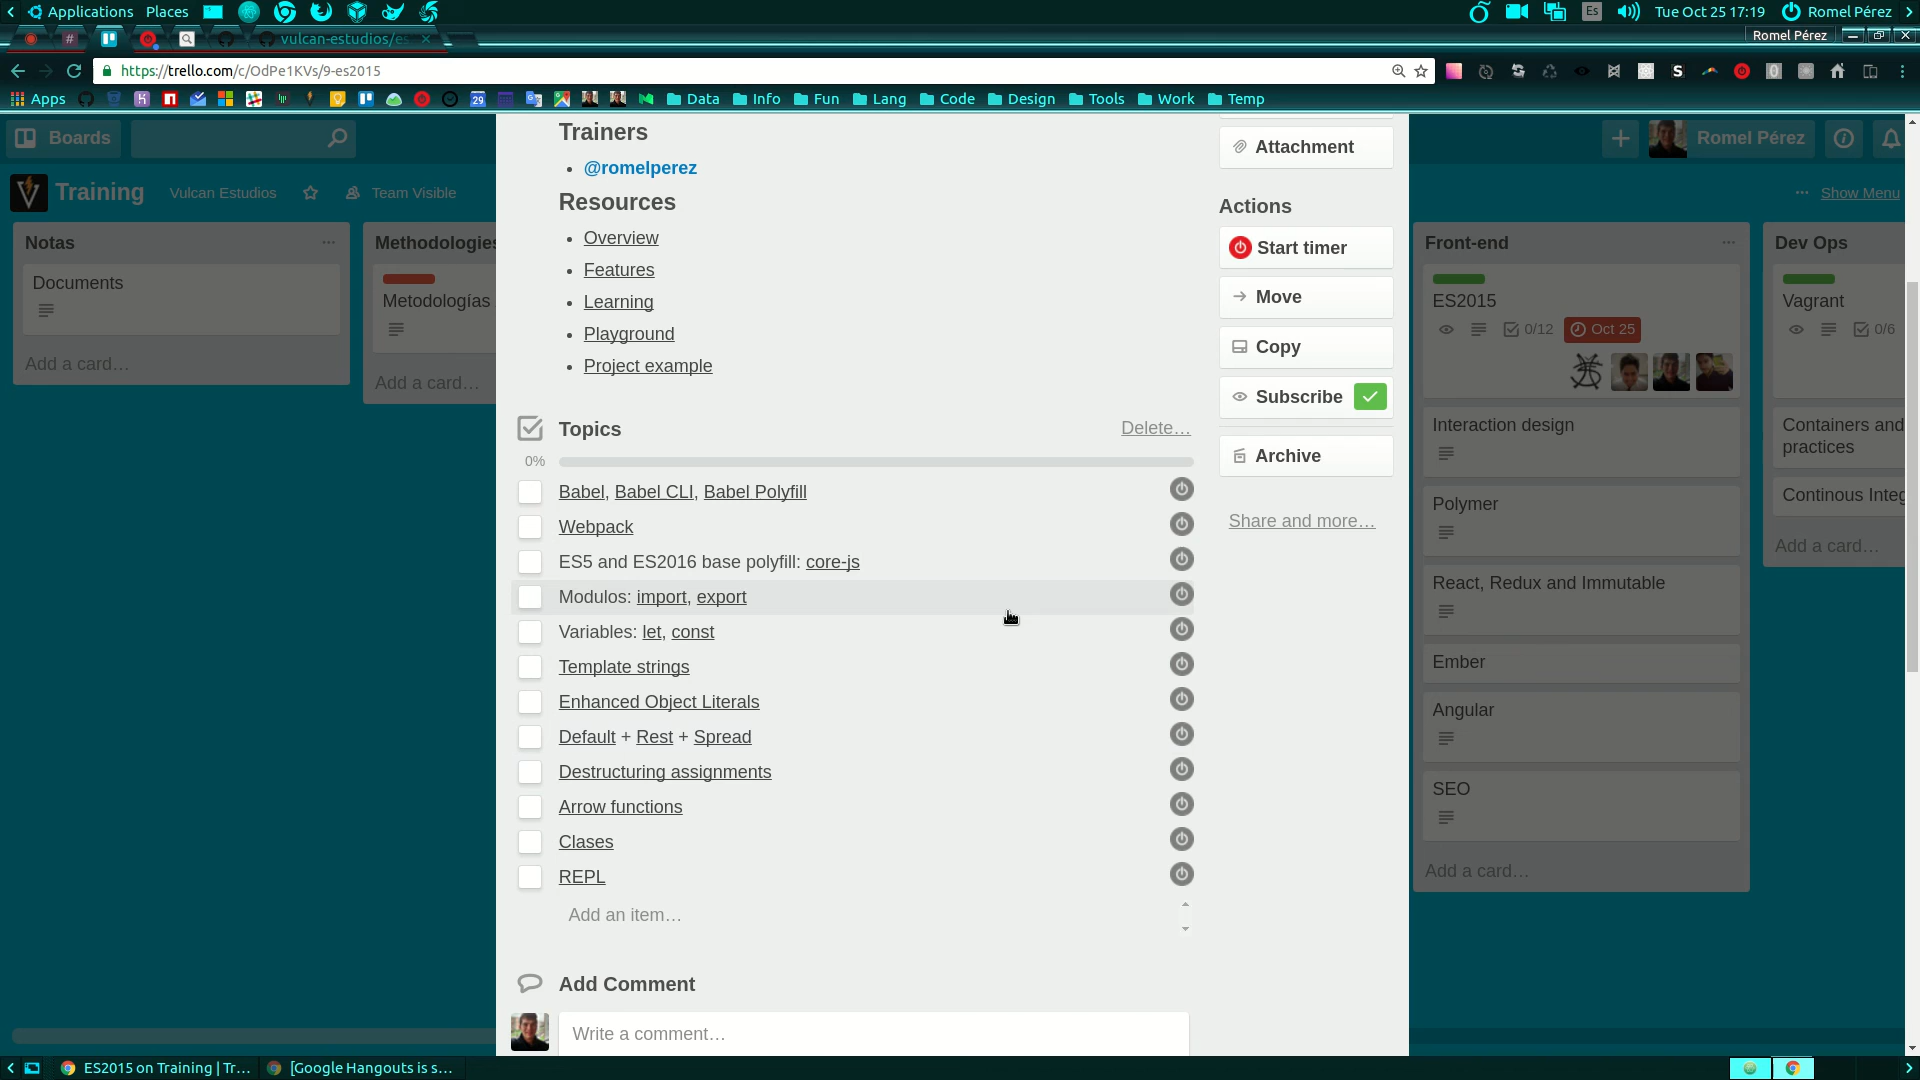 Applications Places Es Tue Oct 25 17:19 Romel Pérez
vulcan-estudios/es Romel Pérez
https://trello.com/c/OdPe1KVs/9-es2015
Apps Data Info Fun Lang Code Design Tools Work Temp
Boards
Romel Pérez
Training Vulcan Estudios Team Visible
Show Menu
Notas
Documents
Add a card…
Methodologies
Metodologías
Add a card…
Trainers
@romelperez
Resources
Overview
Features
Learning
Playground
Project example
Topics Delete…
0%
Babel, Babel CLI, Babel Polyfill
Webpack
ES5 and ES2016 base polyfill: core-js
Modulos: import, export
Variables: let, const
Template strings
Enhanced Object Literals
Default + Rest + Spread
Destructuring assignments
Arrow functions
Clases
REPL
Add an item…
Add Comment
Write a comment…
Attachment
Actions
Start timer
Move
Copy
Subscribe
Archive
Share and more…
Front-end
ES2015
0/12 Oct 25
Interaction design
Polymer
React, Redux and Immutable
Ember
Angular
SEO
Add a card…
Dev Ops
Vagrant
0/6
Containers and
practices
Continous Integ
Add a card…
ES2015 on Training | Tr… [Google Hangouts is s…